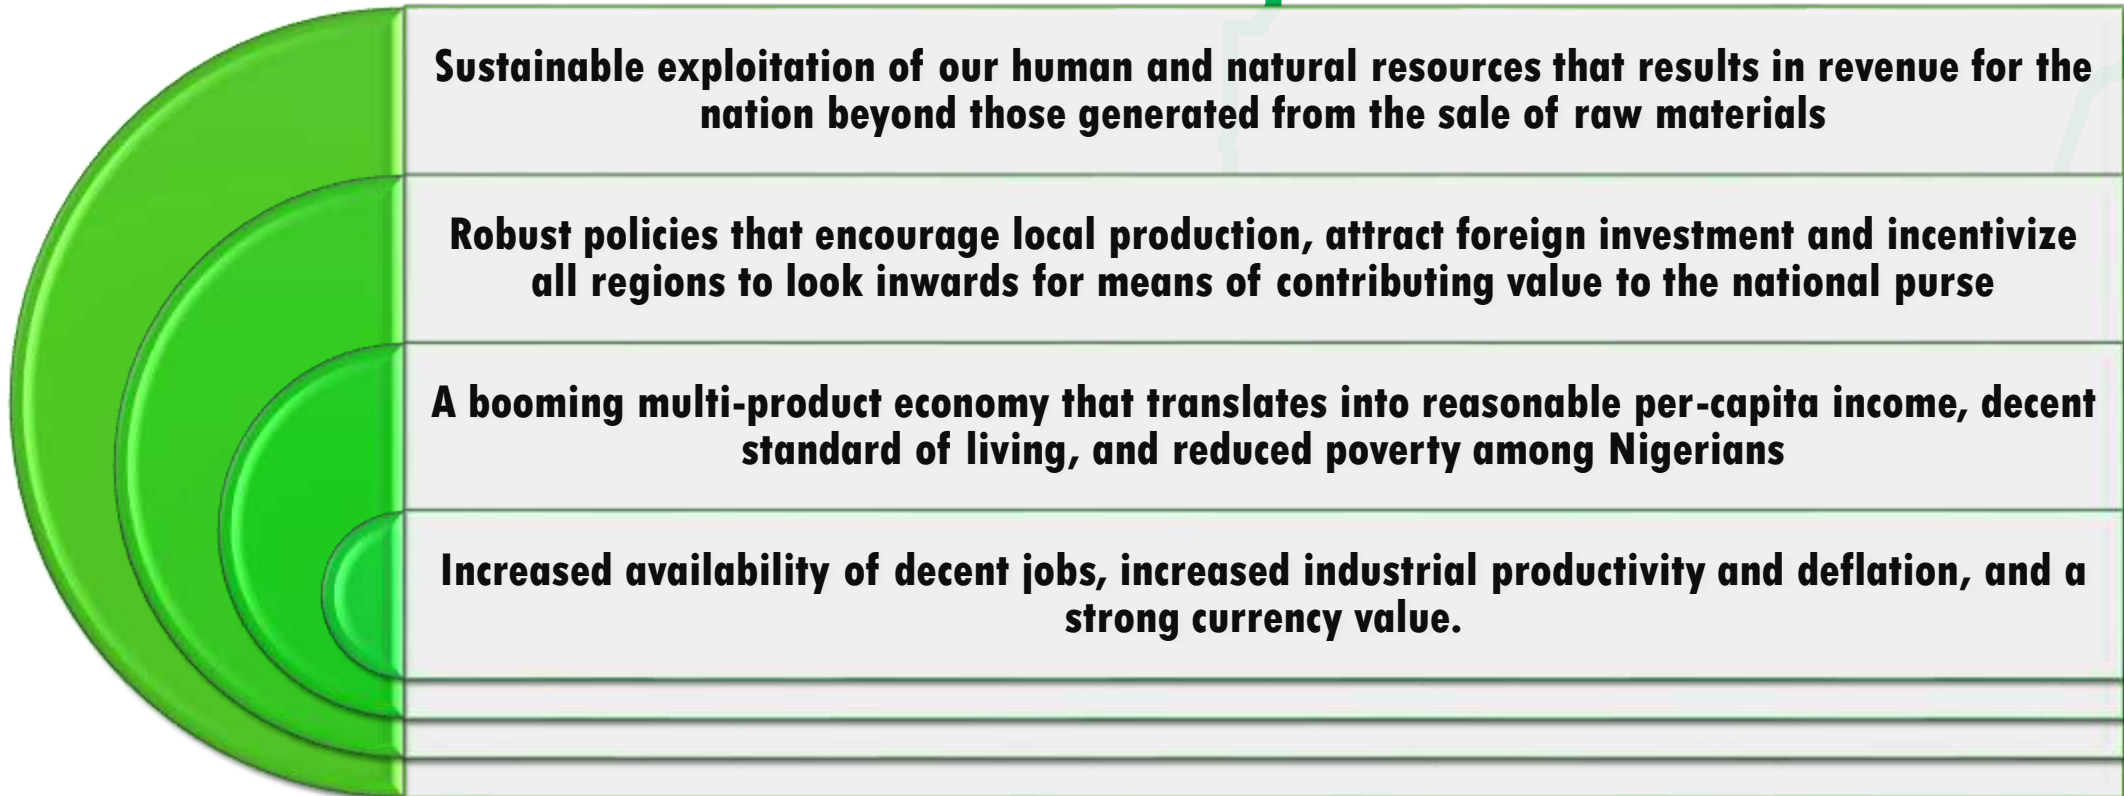 Sustainable exploitation of our human and natural resources that results in revenue for the
nation beyond those generated from the sale of raw materials
Robust policies that encourage local production, attract foreign investment and incentivize
all regions to look inwards for means of contributing value to the national purse
A booming multi-product economy that translates into reasonable per-capita income, decent
standard of living, and reduced poverty among Nigerians
Increased availability of decent jobs, increased industrial productivity and deflation, and a
strong currency value.